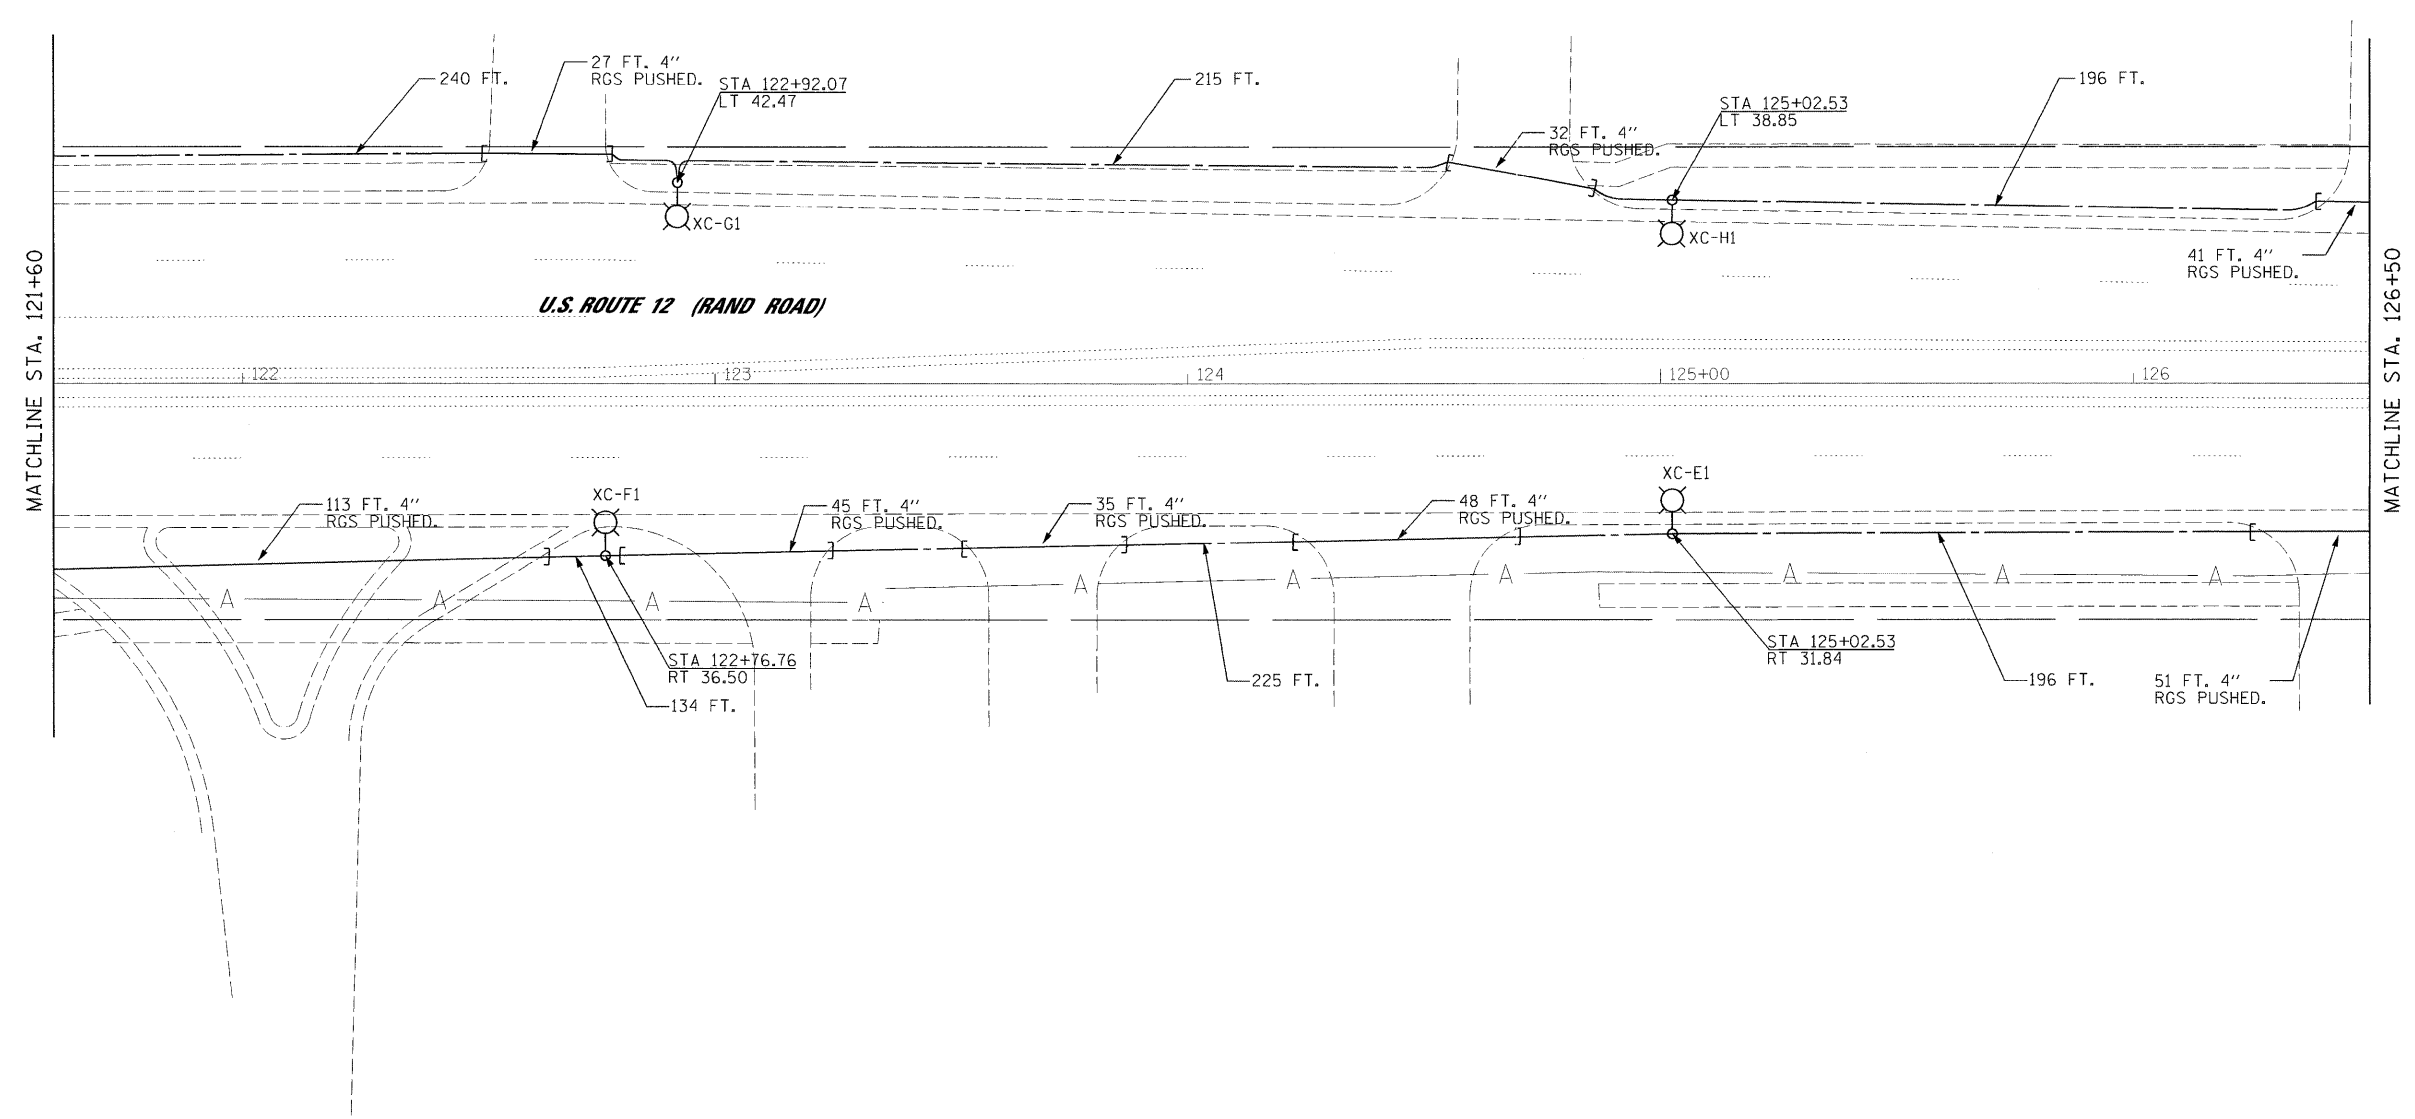 240 FT.
27 FT. 4"
RGS PUSHED.
STA 122+92.07
LT 42.47
215 FT.
STA 125+02.53
LT 38.85
196 FT.
32 FT. 4"
RGS PUSHED.
XC-G1
XC-H1
41 FT. 4"
RGS PUSHED.
MATCHLINE STA. 121+60
MATCHLINE STA. 126+50
U.S. ROUTE 12 (RAND ROAD)
122
123
124
125+00
126
113 FT. 4"
RGS PUSHED.
XC-F1
45 FT. 4"
RGS PUSHED.
35 FT. 4"
RGS PUSHED.
48 FT. 4"
RGS PUSHED.
XC-E1
A A A A A A A A A A
STA 122+76.76
RT 36.50
134 FT.
225 FT.
STA 125+02.53
RT 31.84
196 FT.
51 FT. 4"
RGS PUSHED.